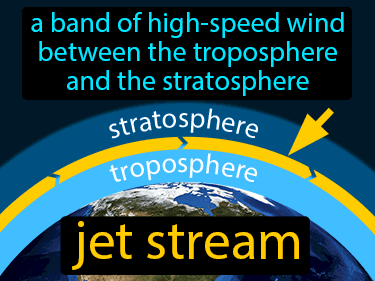 a band of high-speed wind
between the troposphere
and the stratosphere
stratosphere
troposphere
jet stream